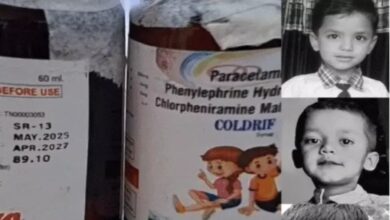 60 ml.
BEFORE USE
TN00003053
SR-13
MAY.2025
APR.2027
89.10
Paracetam
Phenylephrine Hydr
Chlorpheniramine Mal
COLDRIF
Syrup